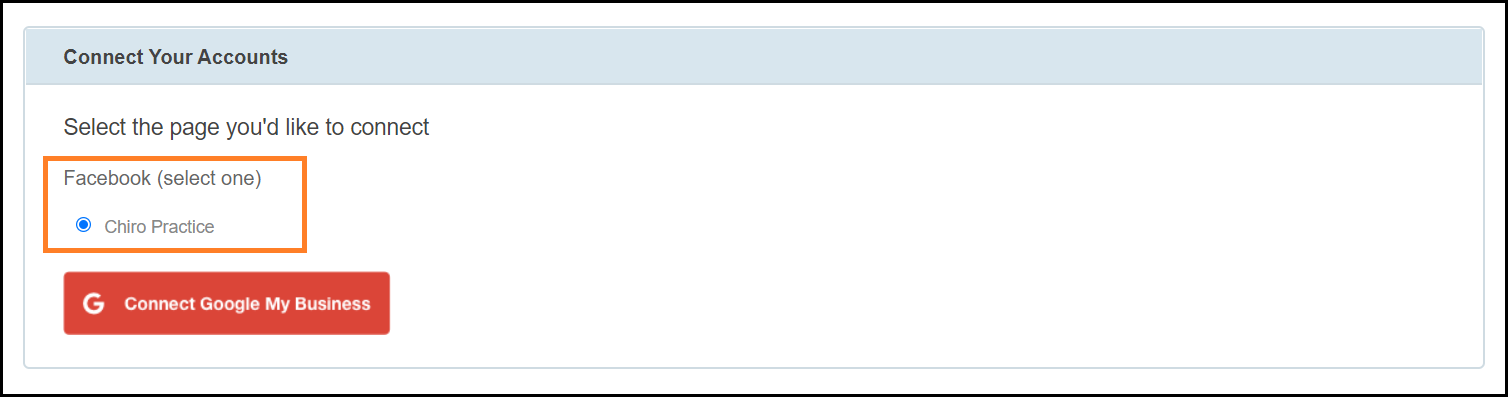 Connect Your Accounts
Select the page you'd like to connect
Facebook (select one)
Chiro Practice
G Connect Google My Business